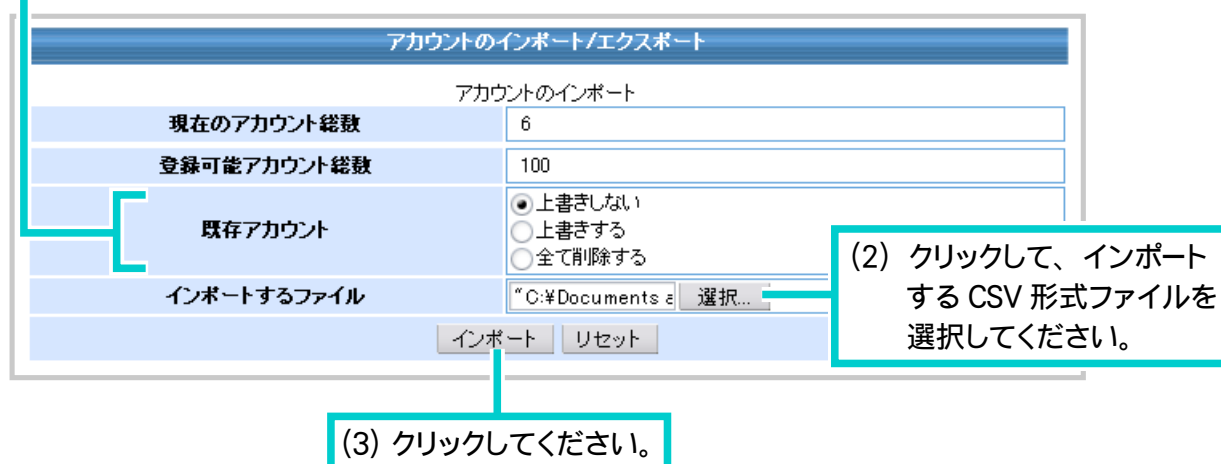 アカウントのインポート/エクスポート
アカウントのインポート
現在のアカウント総数 6
登録可能アカウント総数 100
既存アカウント
上書きしない
上書きする
全て削除する
インポートするファイル "C:¥Documents a 選択...
インポート リセット
(2) クリックして、インポート
する CSV 形式ファイルを
選択してください。
(3) クリックしてください。